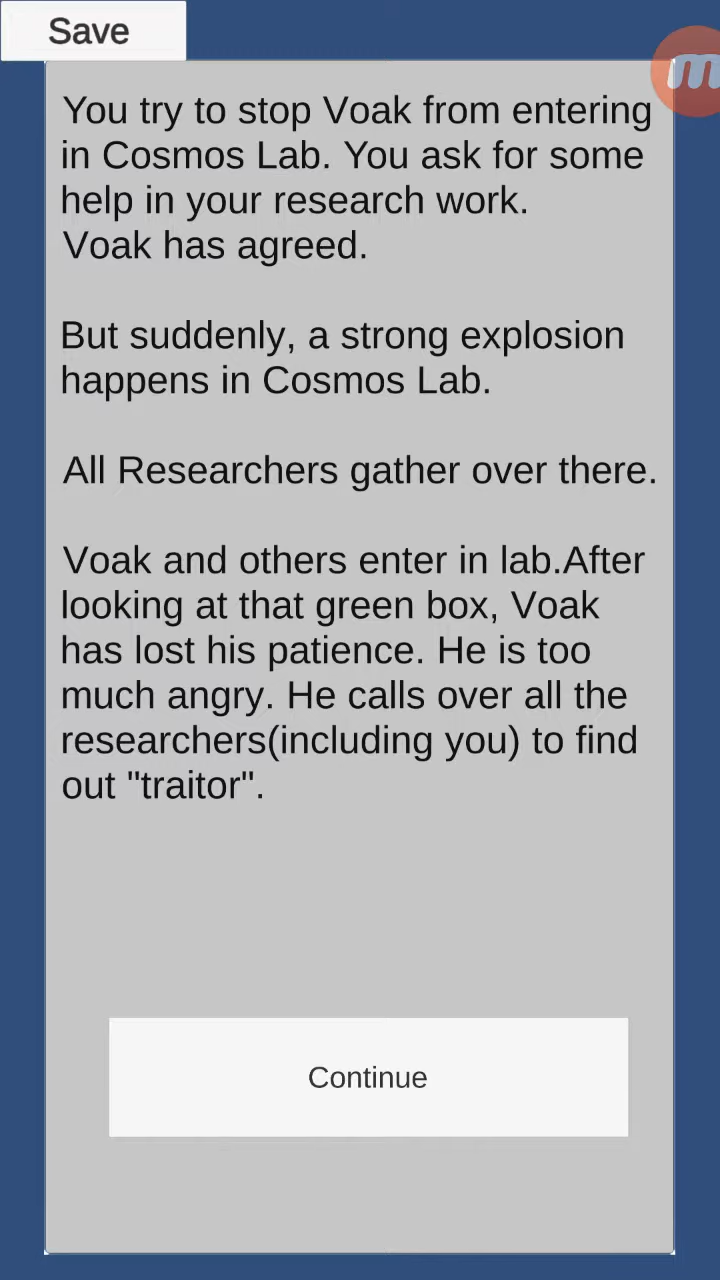 Save
You try to stop Voak from entering
in Cosmos Lab. You ask for some
help in your research work.
Voak has agreed.
But suddenly, a strong explosion
happens in Cosmos Lab.
All Researchers gather over there.
Voak and others enter in lab.After
looking at that green box, Voak
has lost his patience. He is too
much angry. He calls over all the
researchers(including you) to find
out "traitor".
Continue